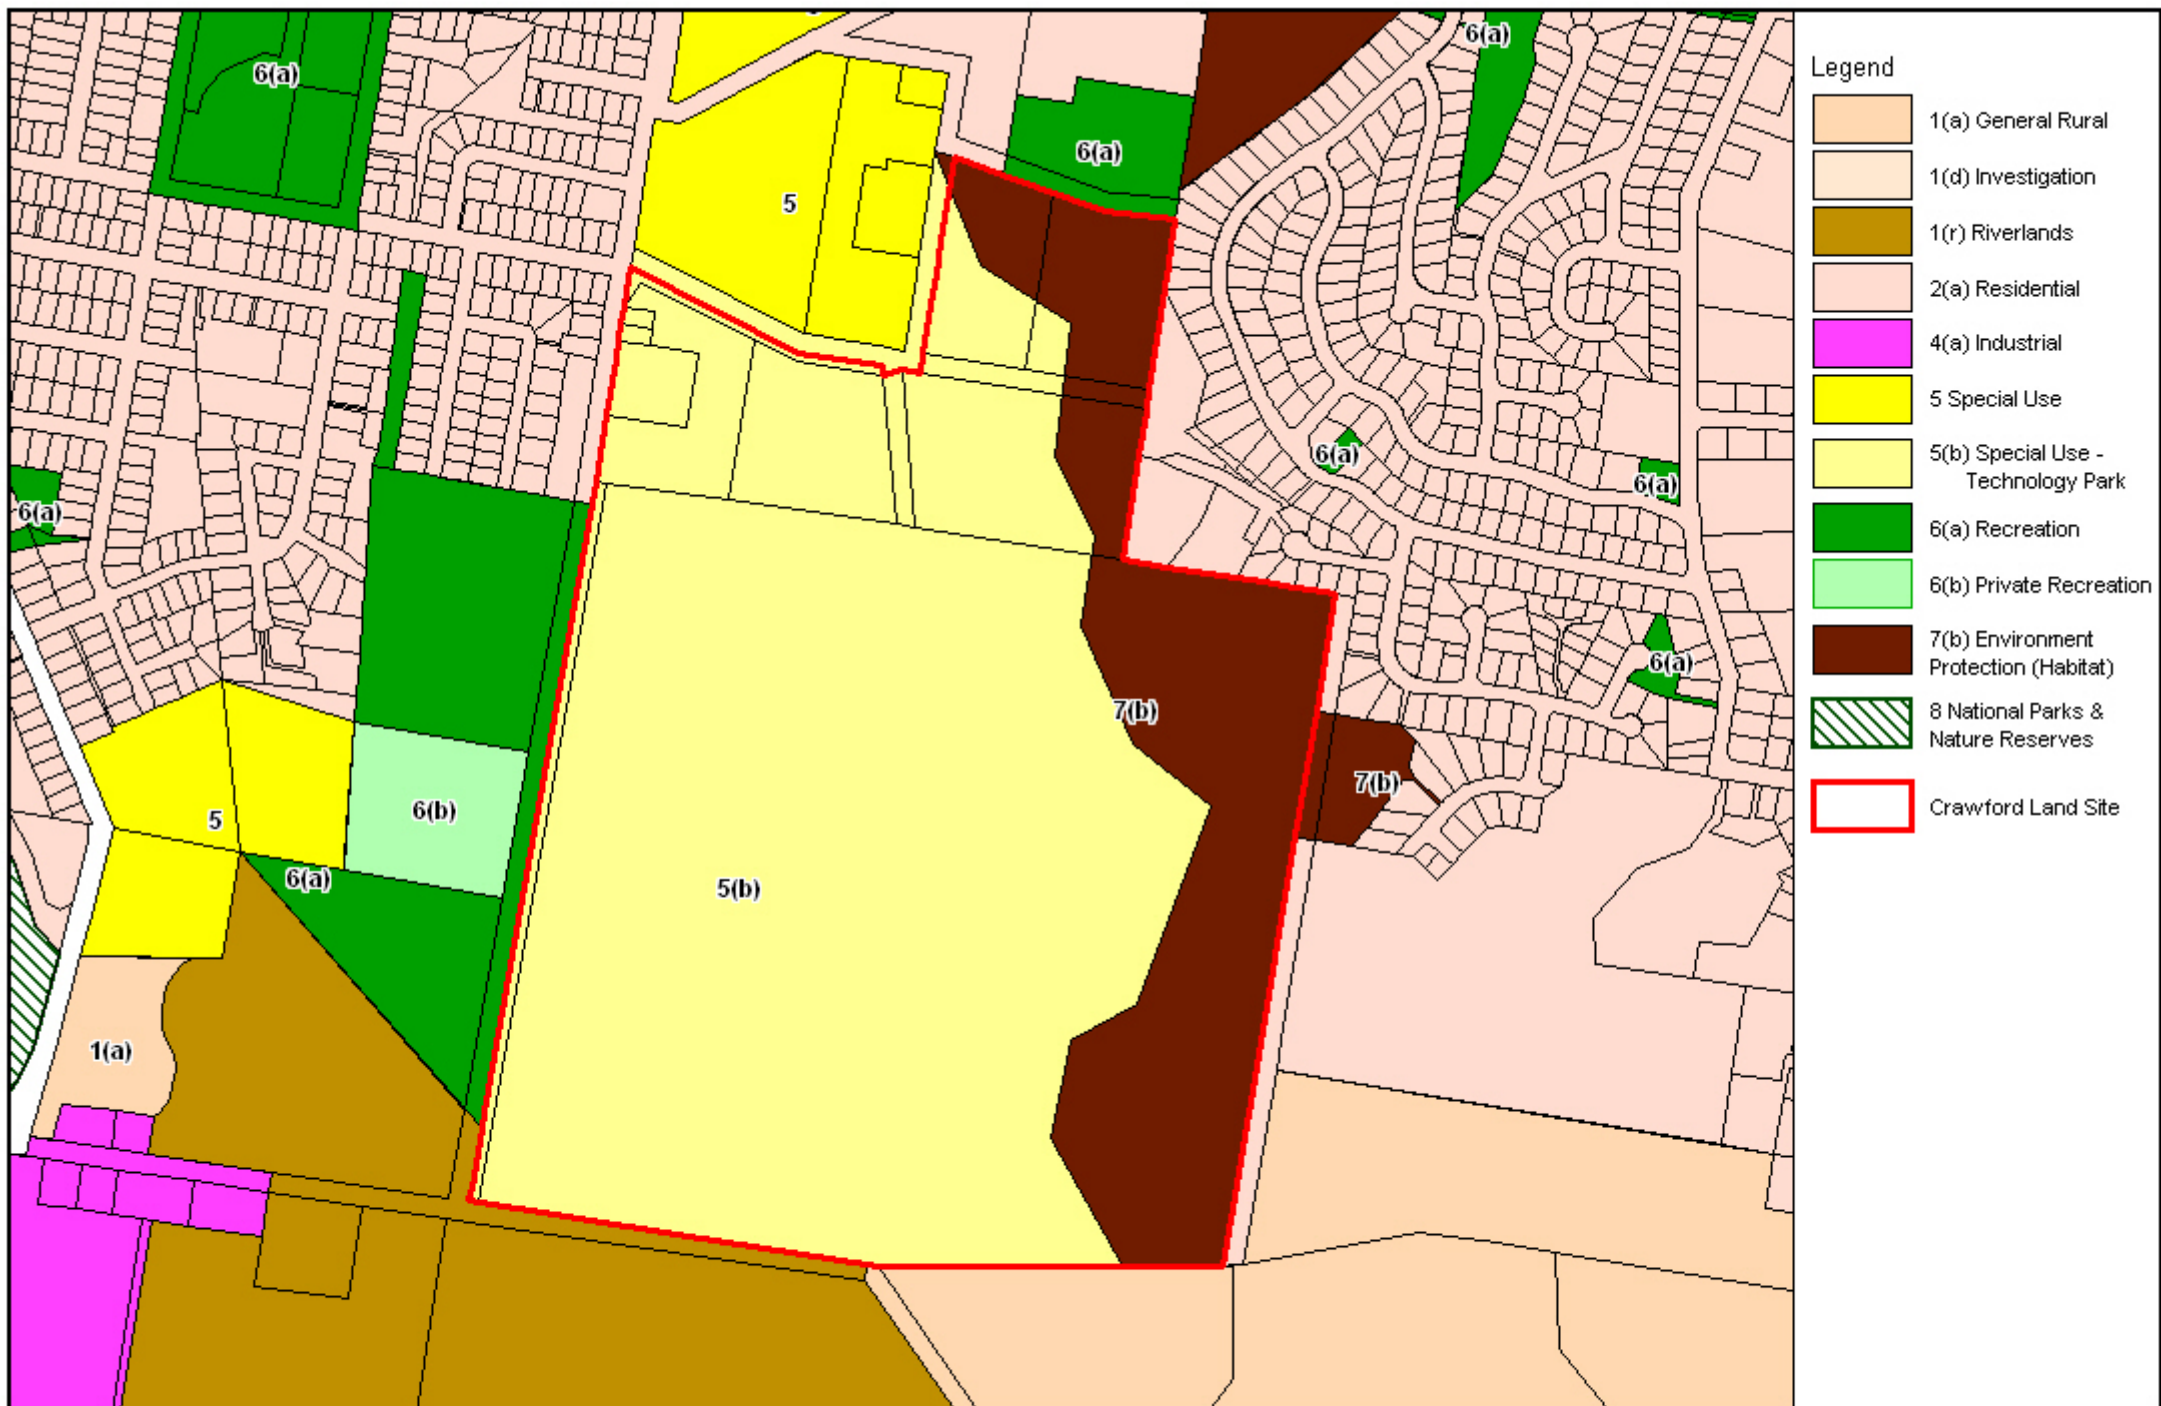 6(a)
6(a)
6(a)
5
6(a)
6(a)
6(a)
6(a)
7(b)
7(b)
6(b)
5
6(a)
5(b)
1(a)
Legend
1(a) General Rural
1(d) Investigation
1(r) Riverlands
2(a) Residential
4(a) Industrial
5 Special Use
5(b) Special Use -
Technology Park
6(a) Recreation
6(b) Private Recreation
7(b) Environment
Protection (Habitat)
8 National Parks &
Nature Reserves
Crawford Land Site